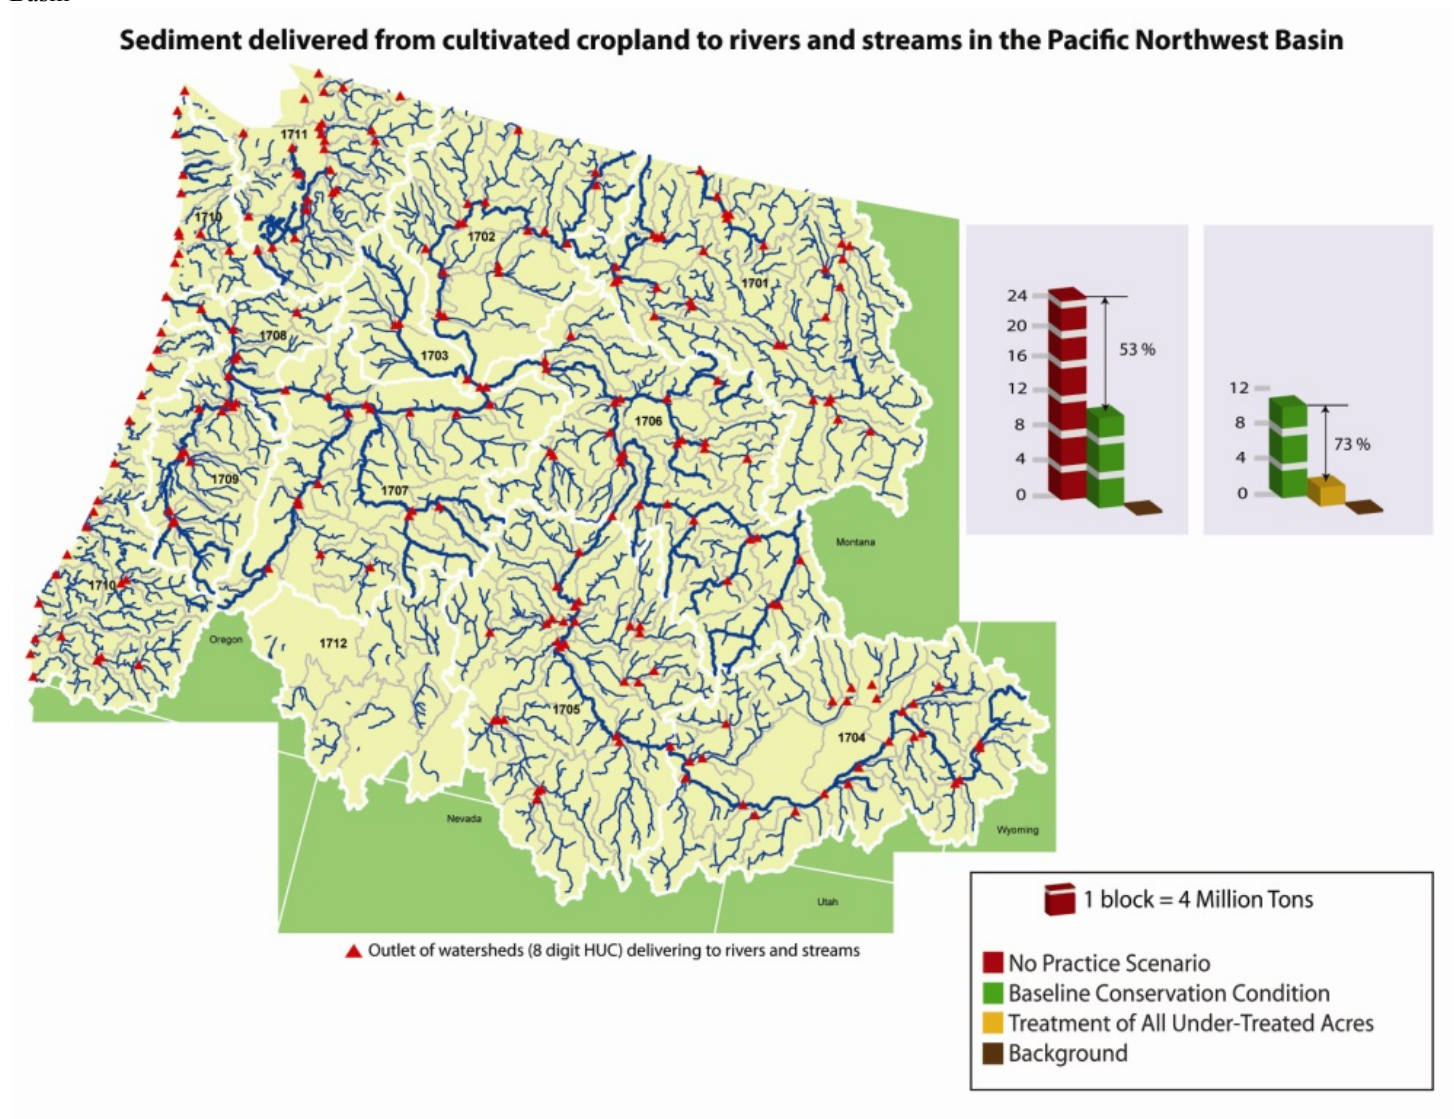 Basin
Sediment delivered from cultivated cropland to rivers and streams in the Pacific Northwest Basin
1711
1710
1702
1701
1708
1703
1706
1709
1707
1710
1712
1705
1704
Montana
Oregon
Nevada
Utah
Wyoming
24
20
16
12
8
4
0
53 %
12
8
4
0
73 %
Outlet of watersheds (8 digit HUC) delivering to rivers and streams
1 block = 4 Million Tons
No Practice Scenario
Baseline Conservation Condition
Treatment of All Under-Treated Acres
Background